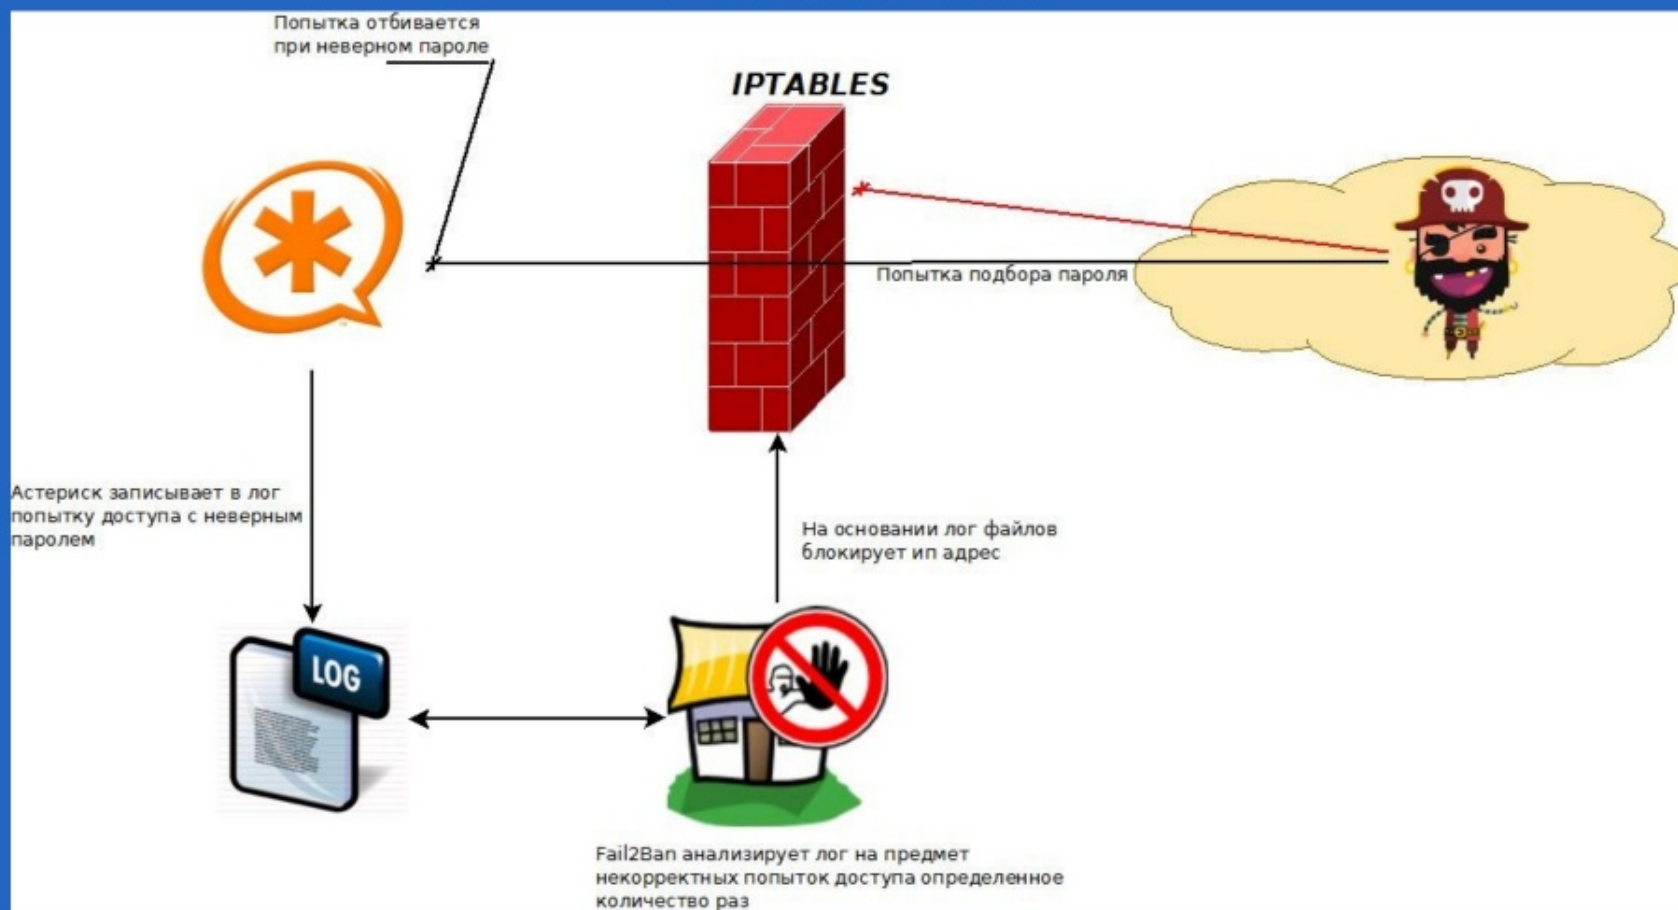 Попытка отбивается
при неверном пароле
IPTABLES
Попытка подбора пароля
Астериск записывает в лог
попытку доступа с неверным
паролем
На основании лог файлов
блокирует ип адрес
LOG
Fail2Ban анализирует лог на предмет
некорректных попыток доступа определенное
количество раз